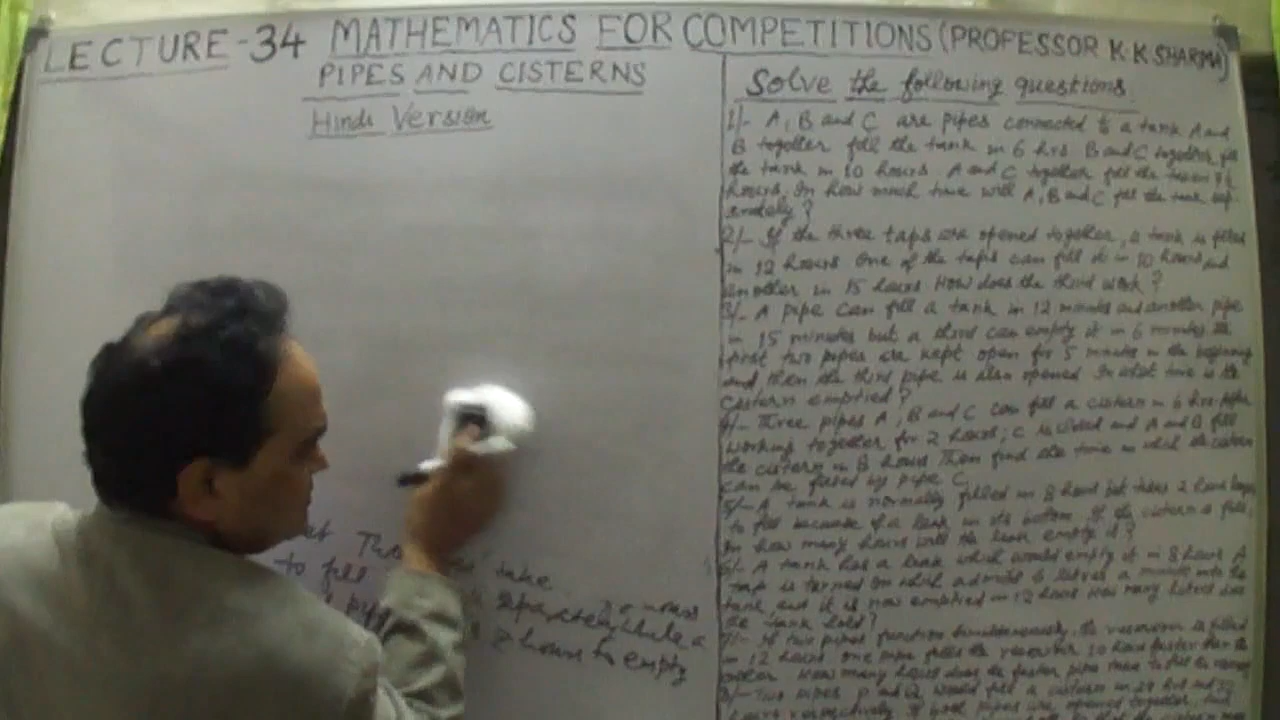 LECTURE-34 MATHEMATICS FOR COMPETITIONS (PROFESSOR K.K SHARMA)
PIPES AND CISTERNS
Hindi Version
Solve the following questions
1/- A, B and C are pipes connected to a tank A and
B together fill the tank in 6 hrs. B and C together fill
the tank in 10 hours. A and C together fill the
hours, In how much time will A, B and C fill the tank sep-
arately?
2/- If the three taps are opened together, a tank is filled
in 12 hours one of the taps can fill it in 10 hours and
another in 15 hours How does the third work?
3/- A pipe can fill a tank in 12 minutes and another pipe
in 15 minutes but a third can empty it in 6 minutes The
first two pipes are kept open for 5 minutes in the beginning
and then the third pipe is also opened In what time is the
cistern emptied?
4/- Three pipes A, B and C can fill a cistern in 6 hrs. After
working together for 2 hours, C is closed and A and B fill
the cistern in 8 hours Then find the time in which the cistern
can be filled by pipe C
5/- A tank is normally filled in 8 hours but takes 2 hours longer
to fill because of a leak in its bottom. If the cistern is full,
In how many hours will the leak empty it?
6/- A tank has a leak which would empty it in 8 hours A
tap is turned on which admits 6 litres a minute into the
tank, and it is now emptied in 12 hours How many litres does
the tank hold?
7/- If two pipes function simultaneously, the reservoir is filled
in 12 hours. one pipe fills the reservoir 10 hours faster than the
other. How many hours does the faster pipe take to fill the
8/- Two pipes P and Q would fill a cistern in 24 hrs and 32
hours respectively If both pipes are opened together, find
take
to fill
hours
while a
2 hours to empty